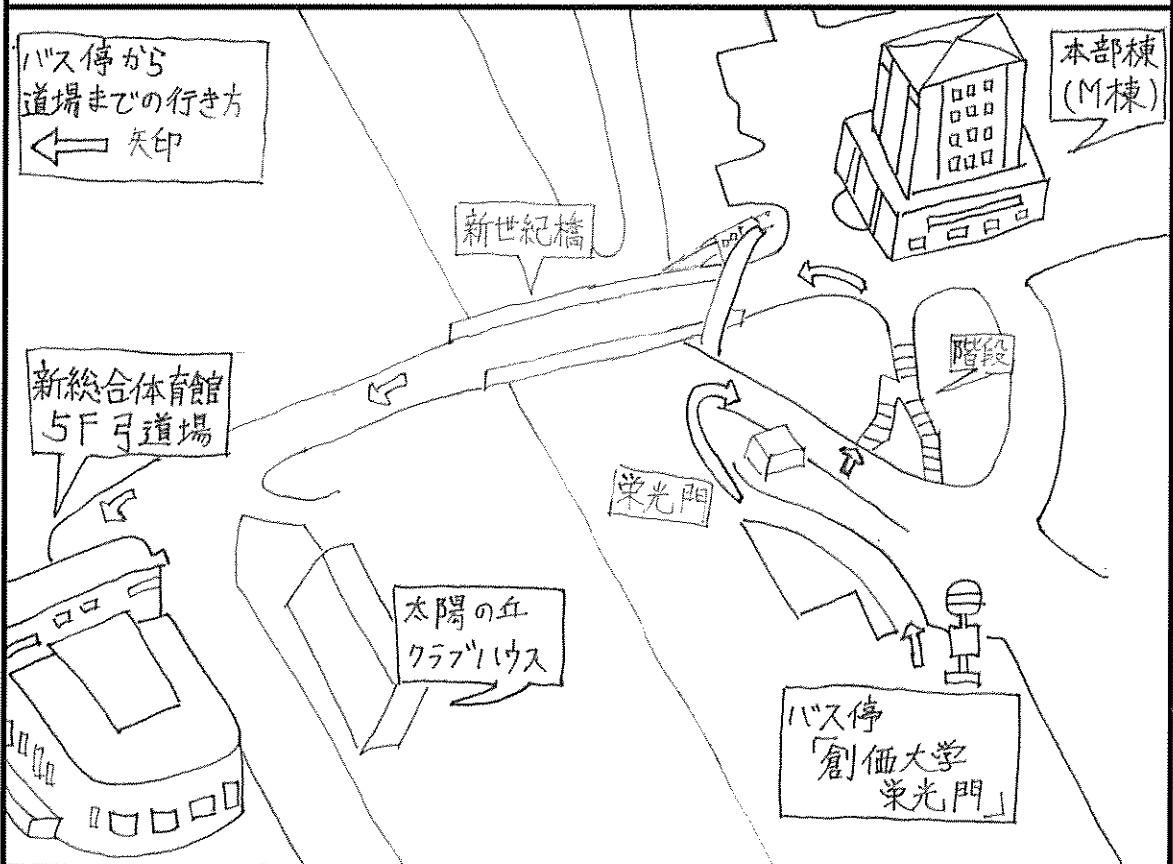 バス停から
道場までの行き方
矢印
本部棟
(M棟)
新世紀橋
階段
新総合体育館
5F弓道場
栄光門
太陽の丘
クラブハウス
バス停
「創価大学
栄光門」